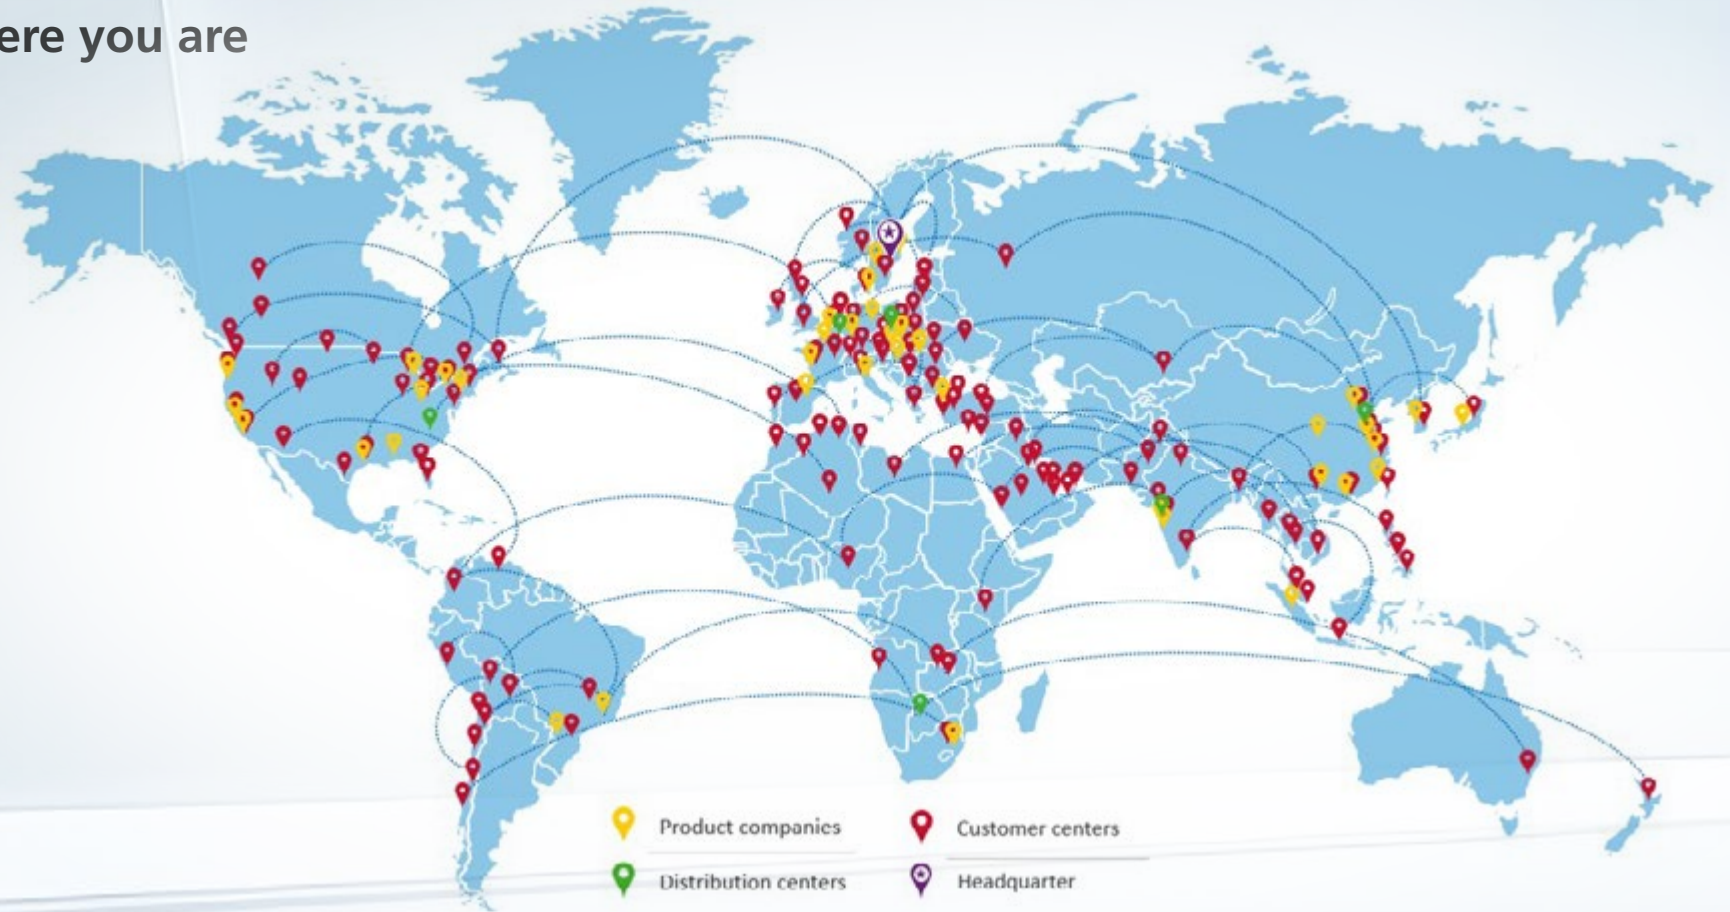 ere you are
Product companies
Customer centers
Distribution centers
Headquarter